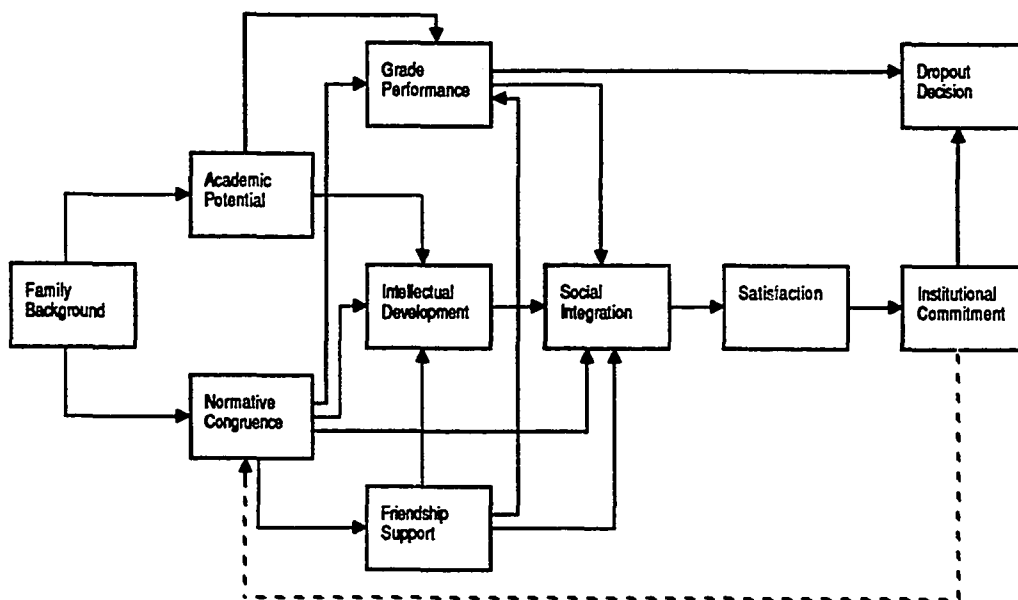 Grade
Performance
Dropout
Decision
Academic
Potential
Family
Background
Intellectual
Development
Social
Integration
Satisfaction
Institutional
Commitment
Normative
Congruence
Friendship
Support